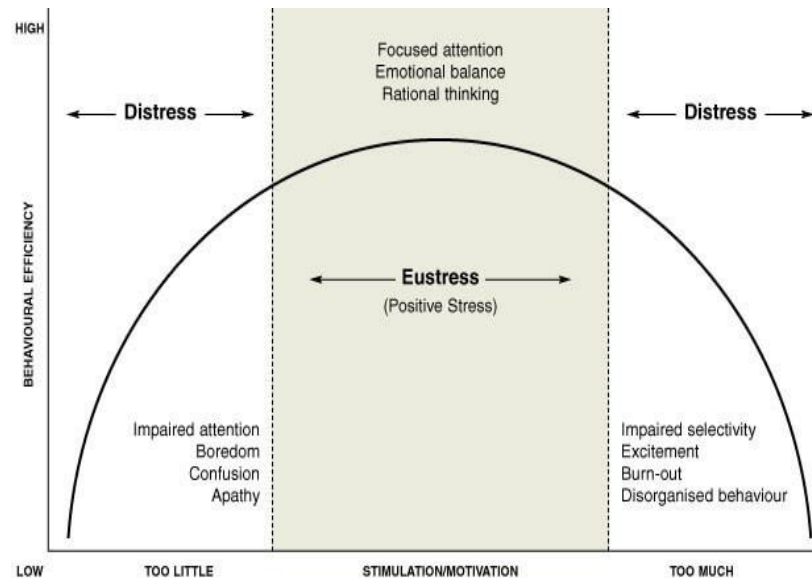 HIGH
Focused attention
Emotional balance
Rational thinking
Distress
Distress
BEHAVIOURAL EFFICIENCY
Eustress
(Positive Stress)
Impaired attention
Boredom
Confusion
Apathy
Impaired selectivity
Excitement
Burn-out
Disorganised behaviour
LOW
TOO LITTLE
STIMULATION/MOTIVATION
TOO MUCH